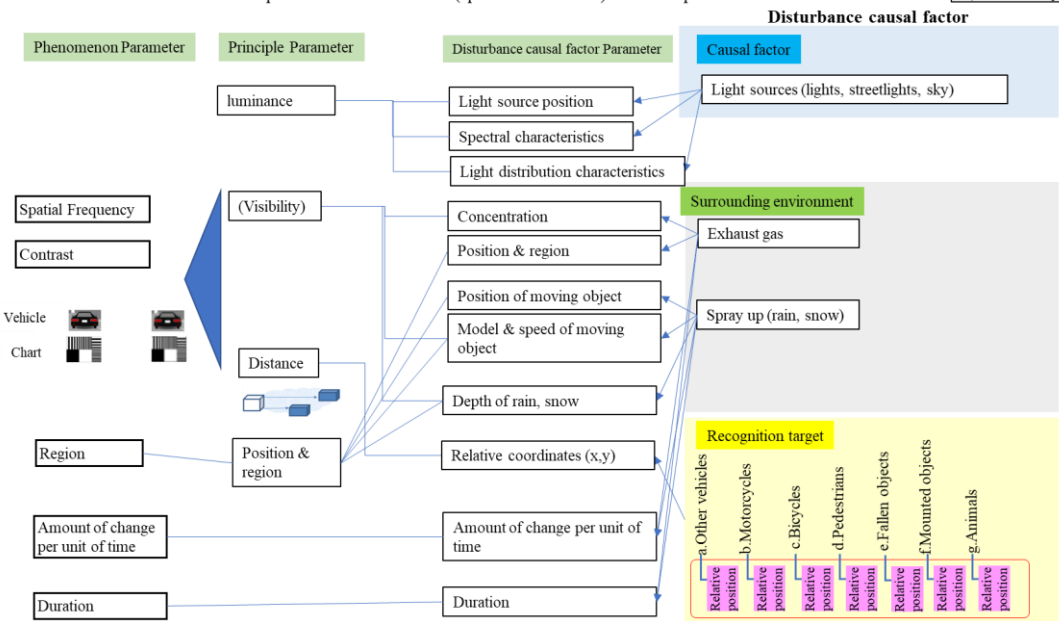 Disturbance causal factor
Phenomenon Parameter
Principle Parameter
Disturbance causal factor Parameter
Causal factor
luminance
Light source position
Light sources (lights, streetlights, sky)
Spectral characteristics
Light distribution characteristics
Surrounding environment
Spatial Frequency
(Visibility)
Concentration
Exhaust gas
Contrast
Position & region
Position of moving object
Spray up (rain, snow)
Vehicle
Model & speed of moving
object
Chart
Distance
Depth of rain, snow
Recognition target
Region
Position &
region
Relative coordinates (x,y)
a.Other vehicles
b.Motorcycles
c.Bicycles
d.Pedestrians
e.Fallen objects
f.Mounted objects
g.Animals
Amount of change
per unit of time
Amount of change per unit of
time
Relative
position
Relative
position
Relative
position
Relative
position
Relative
position
Relative
position
Relative
position
Duration
Duration